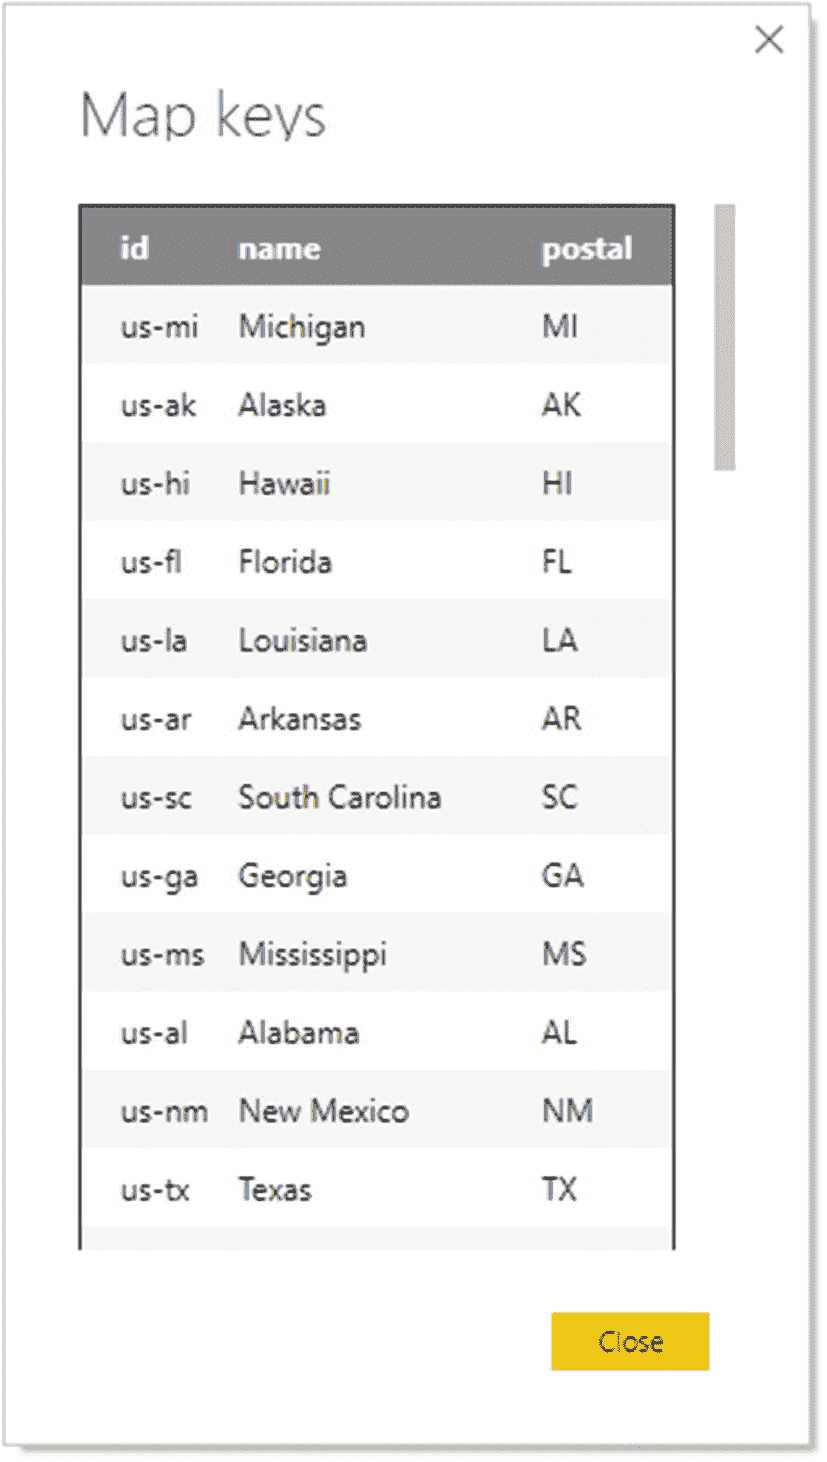 Map keys
id name postal
us-mi Michigan MI
us-ak Alaska AK
us-hi Hawaii HI
us-fl Florida FL
us-la Louisiana LA
us-ar Arkansas AR
us-sc South Carolina SC
us-ga Georgia GA
us-ms Mississippi MS
us-al Alabama AL
us-nm New Mexico NM
us-tx Texas TX
Close